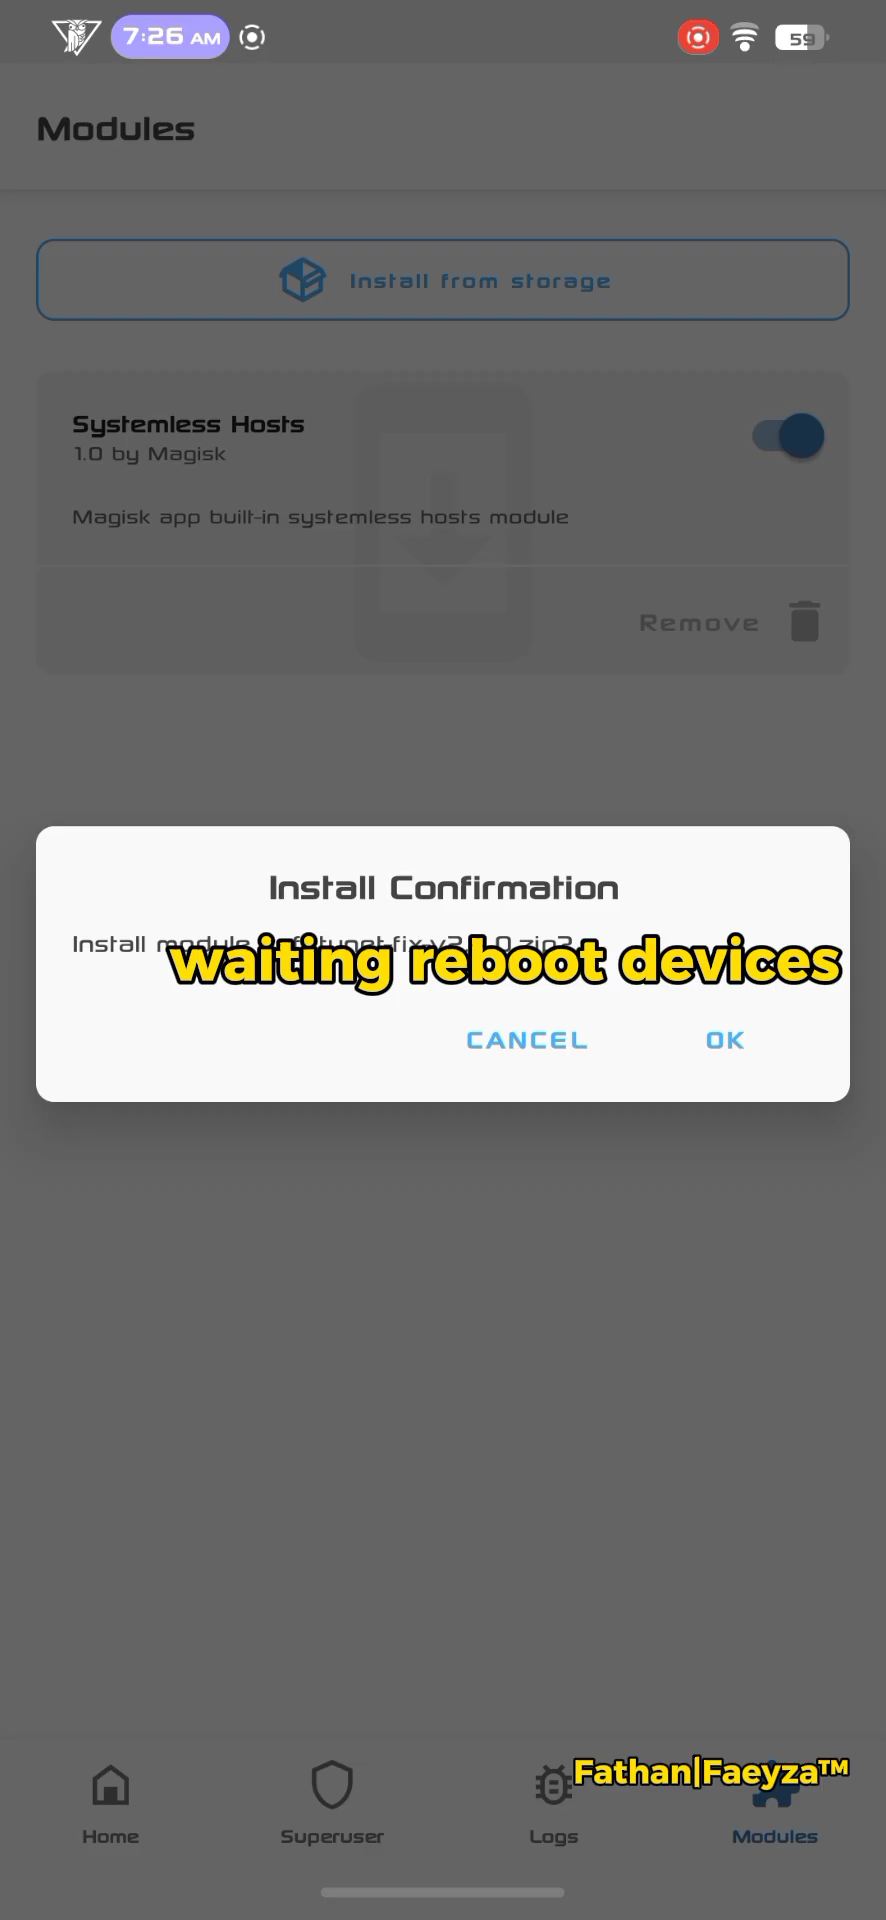 7:26 AM
59
Modules
Install from storage
Systemless Hosts
1.0 by Magisk
Magisk app built-in systemless hosts module
Remove
Install Confirmation
Install module
waiting reboot devices
CANCEL
OK
Fathan|Faeyza™
Home
Superuser
Logs
Modules